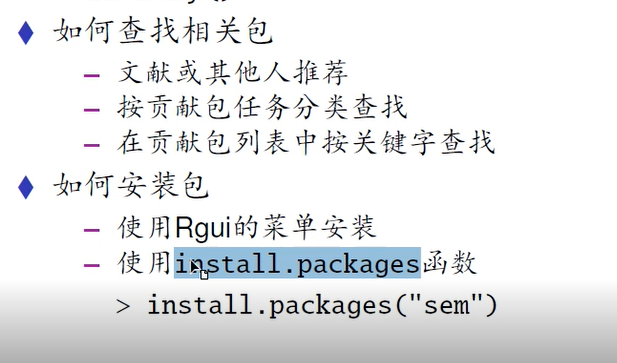 如何查找相关包
– 文献或其他人推荐
– 按贡献包任务分类查找
– 在贡献包列表中按关键字查找
如何安装包
– 使用Rgui的菜单安装
– 使用install.packages函数
> install.packages("sem")